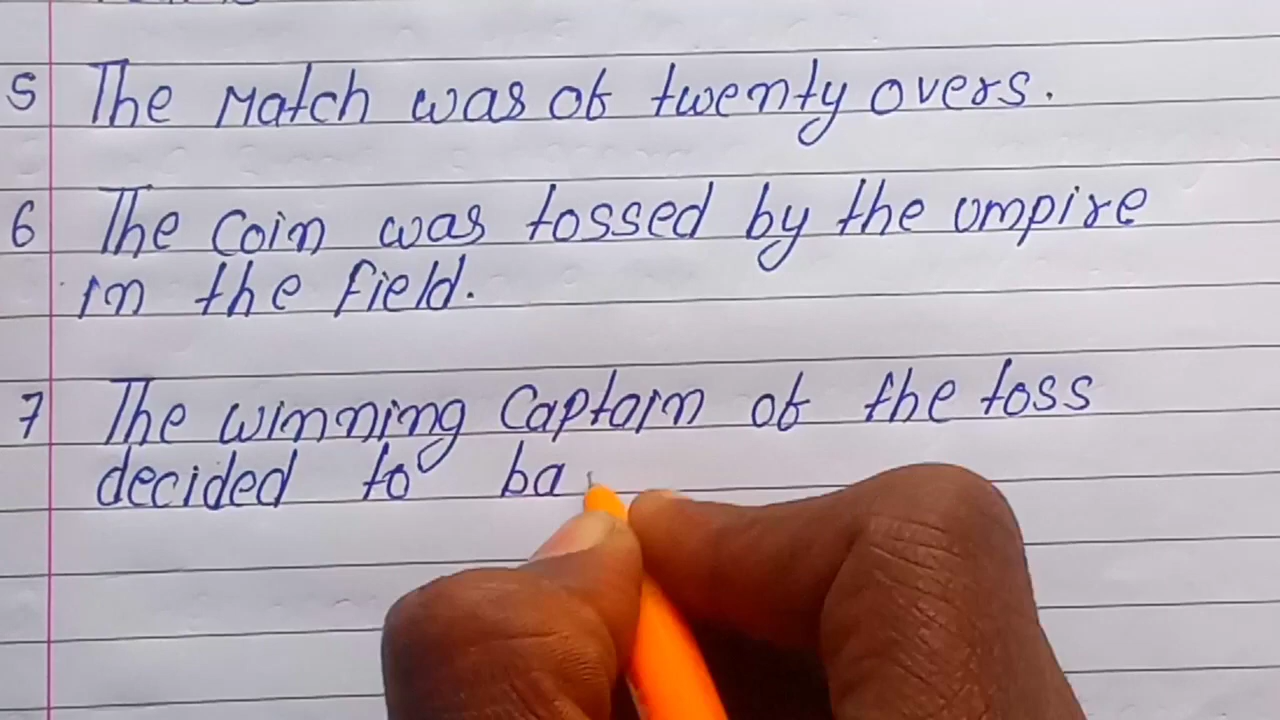 5 The Match was of twenty overs.
6 The Coin was tossed by the umpire
in the field.
7 The winning Captain of the toss
decided to ba